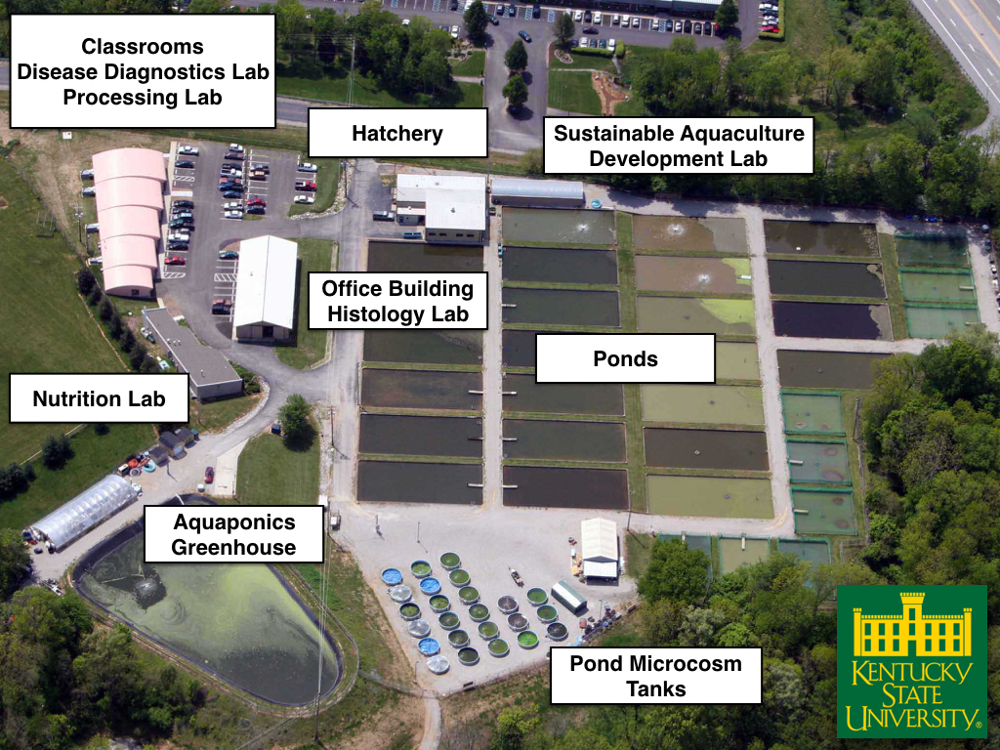 Classrooms
Disease Diagnostics Lab
Processing Lab
Hatchery
Sustainable Aquaculture
Development Lab
Office Building
Histology Lab
Ponds
Nutrition Lab
Aquaponics
Greenhouse
Pond Microcosm
Tanks
KENTUCKY
STATE
UNIVERSITY®